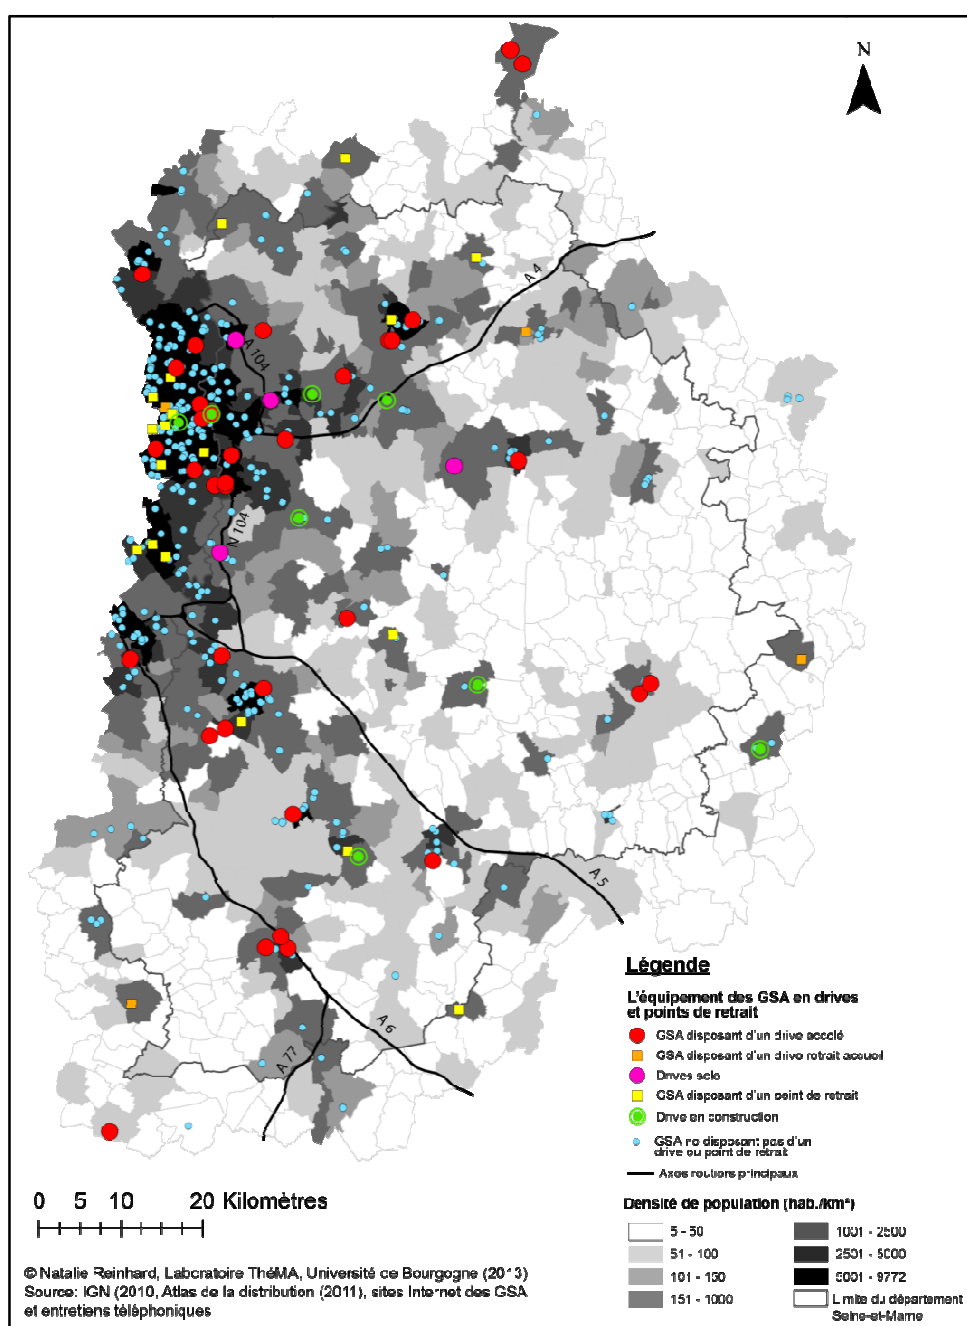 N
A 4
A 104
N 104
A 5
A 6
A 77
Légende
L'équipement des GSA en drives
et points de retrait
GSA disposant d'un drive accolé
GSA disposant d'un drive retrait accueil
Drives solo
GSA disposant d'un point de retrait
Drive en construction
GSA ne disposant pas d'un
drive ou point de retrait
Axes routiers principaux
Densité de population (hab./km²)
5 - 50
51 - 100
101 - 150
151 - 1000
1001 - 2500
2501 - 5000
5001 - 9772
Limite du département
Seine-et-Marne
0 5 10 20 Kilomètres
© Natalie Reinhard, Laboratoire ThéMA, Université de Bourgogne (2013)
Source: IGN (2010, Atlas de la distribution (2011), sites Internet des GSA
et entretiens téléphoniques